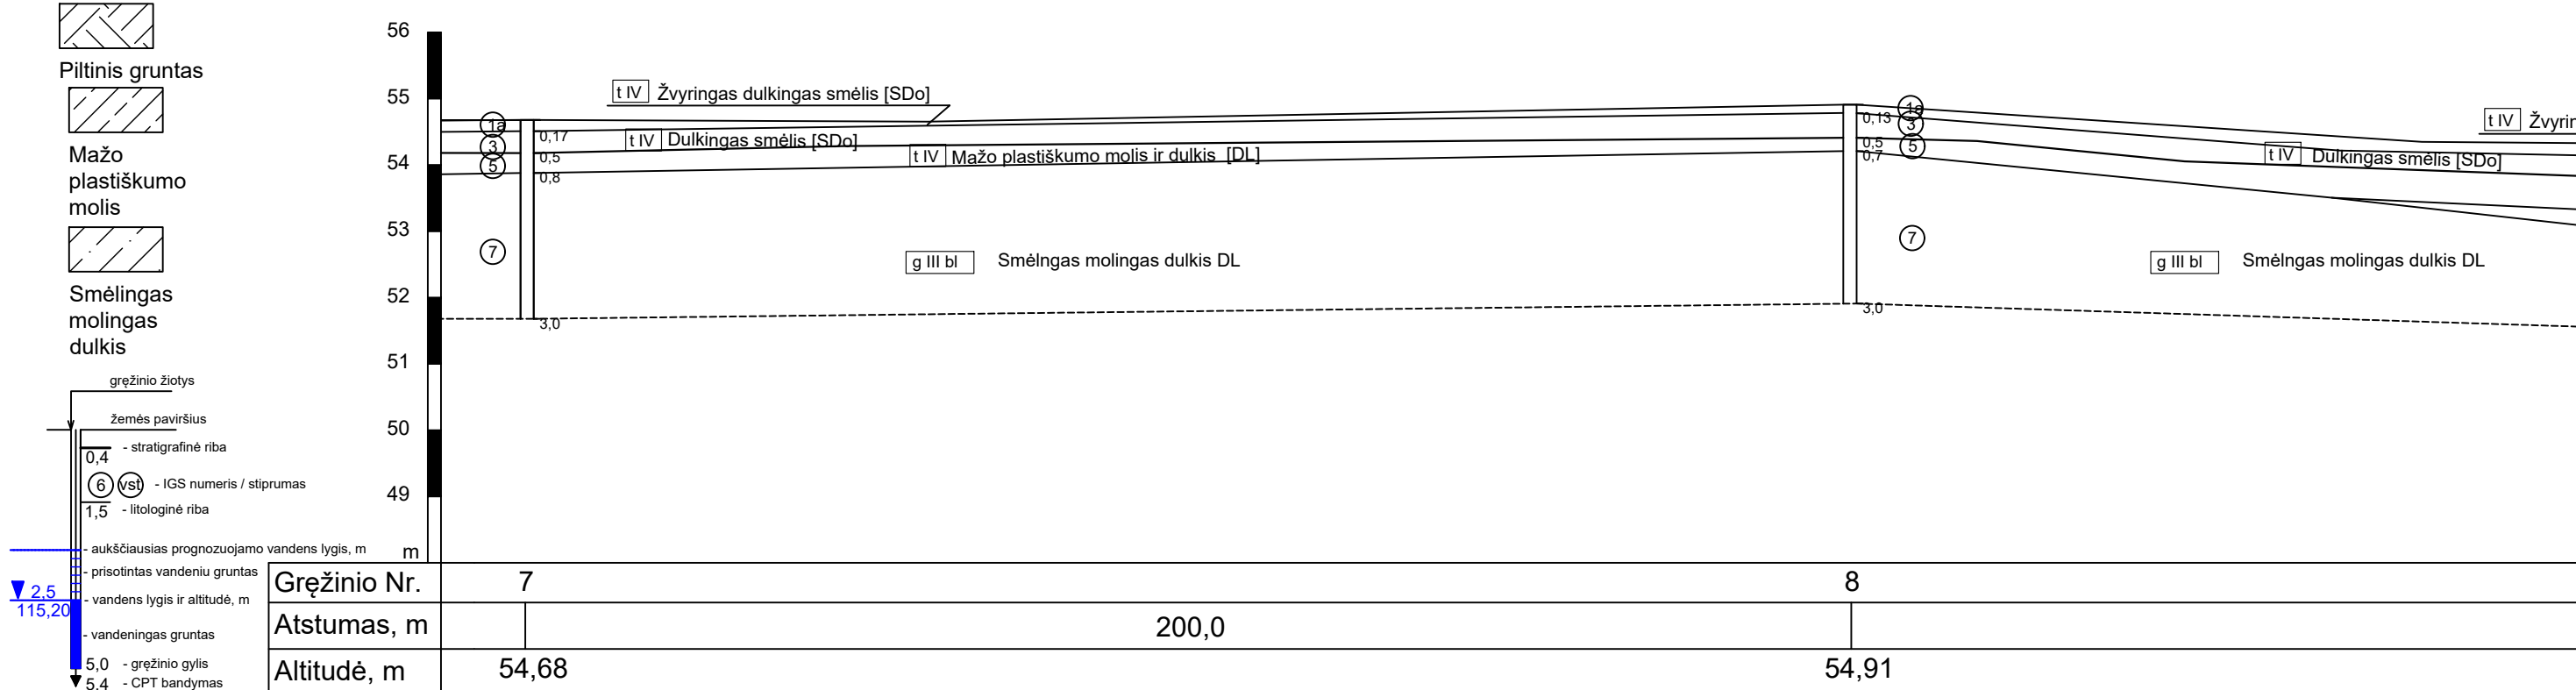 Piltinis gruntas
Mažo
plastiškumo
molis
Smėlingas
molingas
dulkis
gręžinio žiotys
žemės paviršius
- stratigrafinė riba
0,4
6 vst - IGS numeris / stiprumas
1,5 - litologinė riba
- aukščiausias prognozuojamo vandens lygis, m
- prisotintas vandeniu gruntas
2,5
- vandens lygis ir altitudė, m
115,20
- vandeningas gruntas
5,0 - gręžinio gylis
5,4 - CPT bandymas
56
55
54
53
52
51
50
49
m
t IV Žvyringas dulkingas smėlis [SDo]
1a
0,17
t IV Dulkingas smėlis [SDo]
3
0,5
t IV Mažo plastiškumo molis ir dulkis [DL]
5
0,8
7
g III bl Smėlngas molingas dulkis DL
3,0
1a
0,13
3
0,5
5
0,7
7
3,0
t IV Žvyrin
t IV Dulkingas smėlis [SDo]
g III bl Smėlngas molingas dulkis DL
Gręžinio Nr. 7 8
Atstumas, m 200,0
Altitudė, m 54,68 54,91